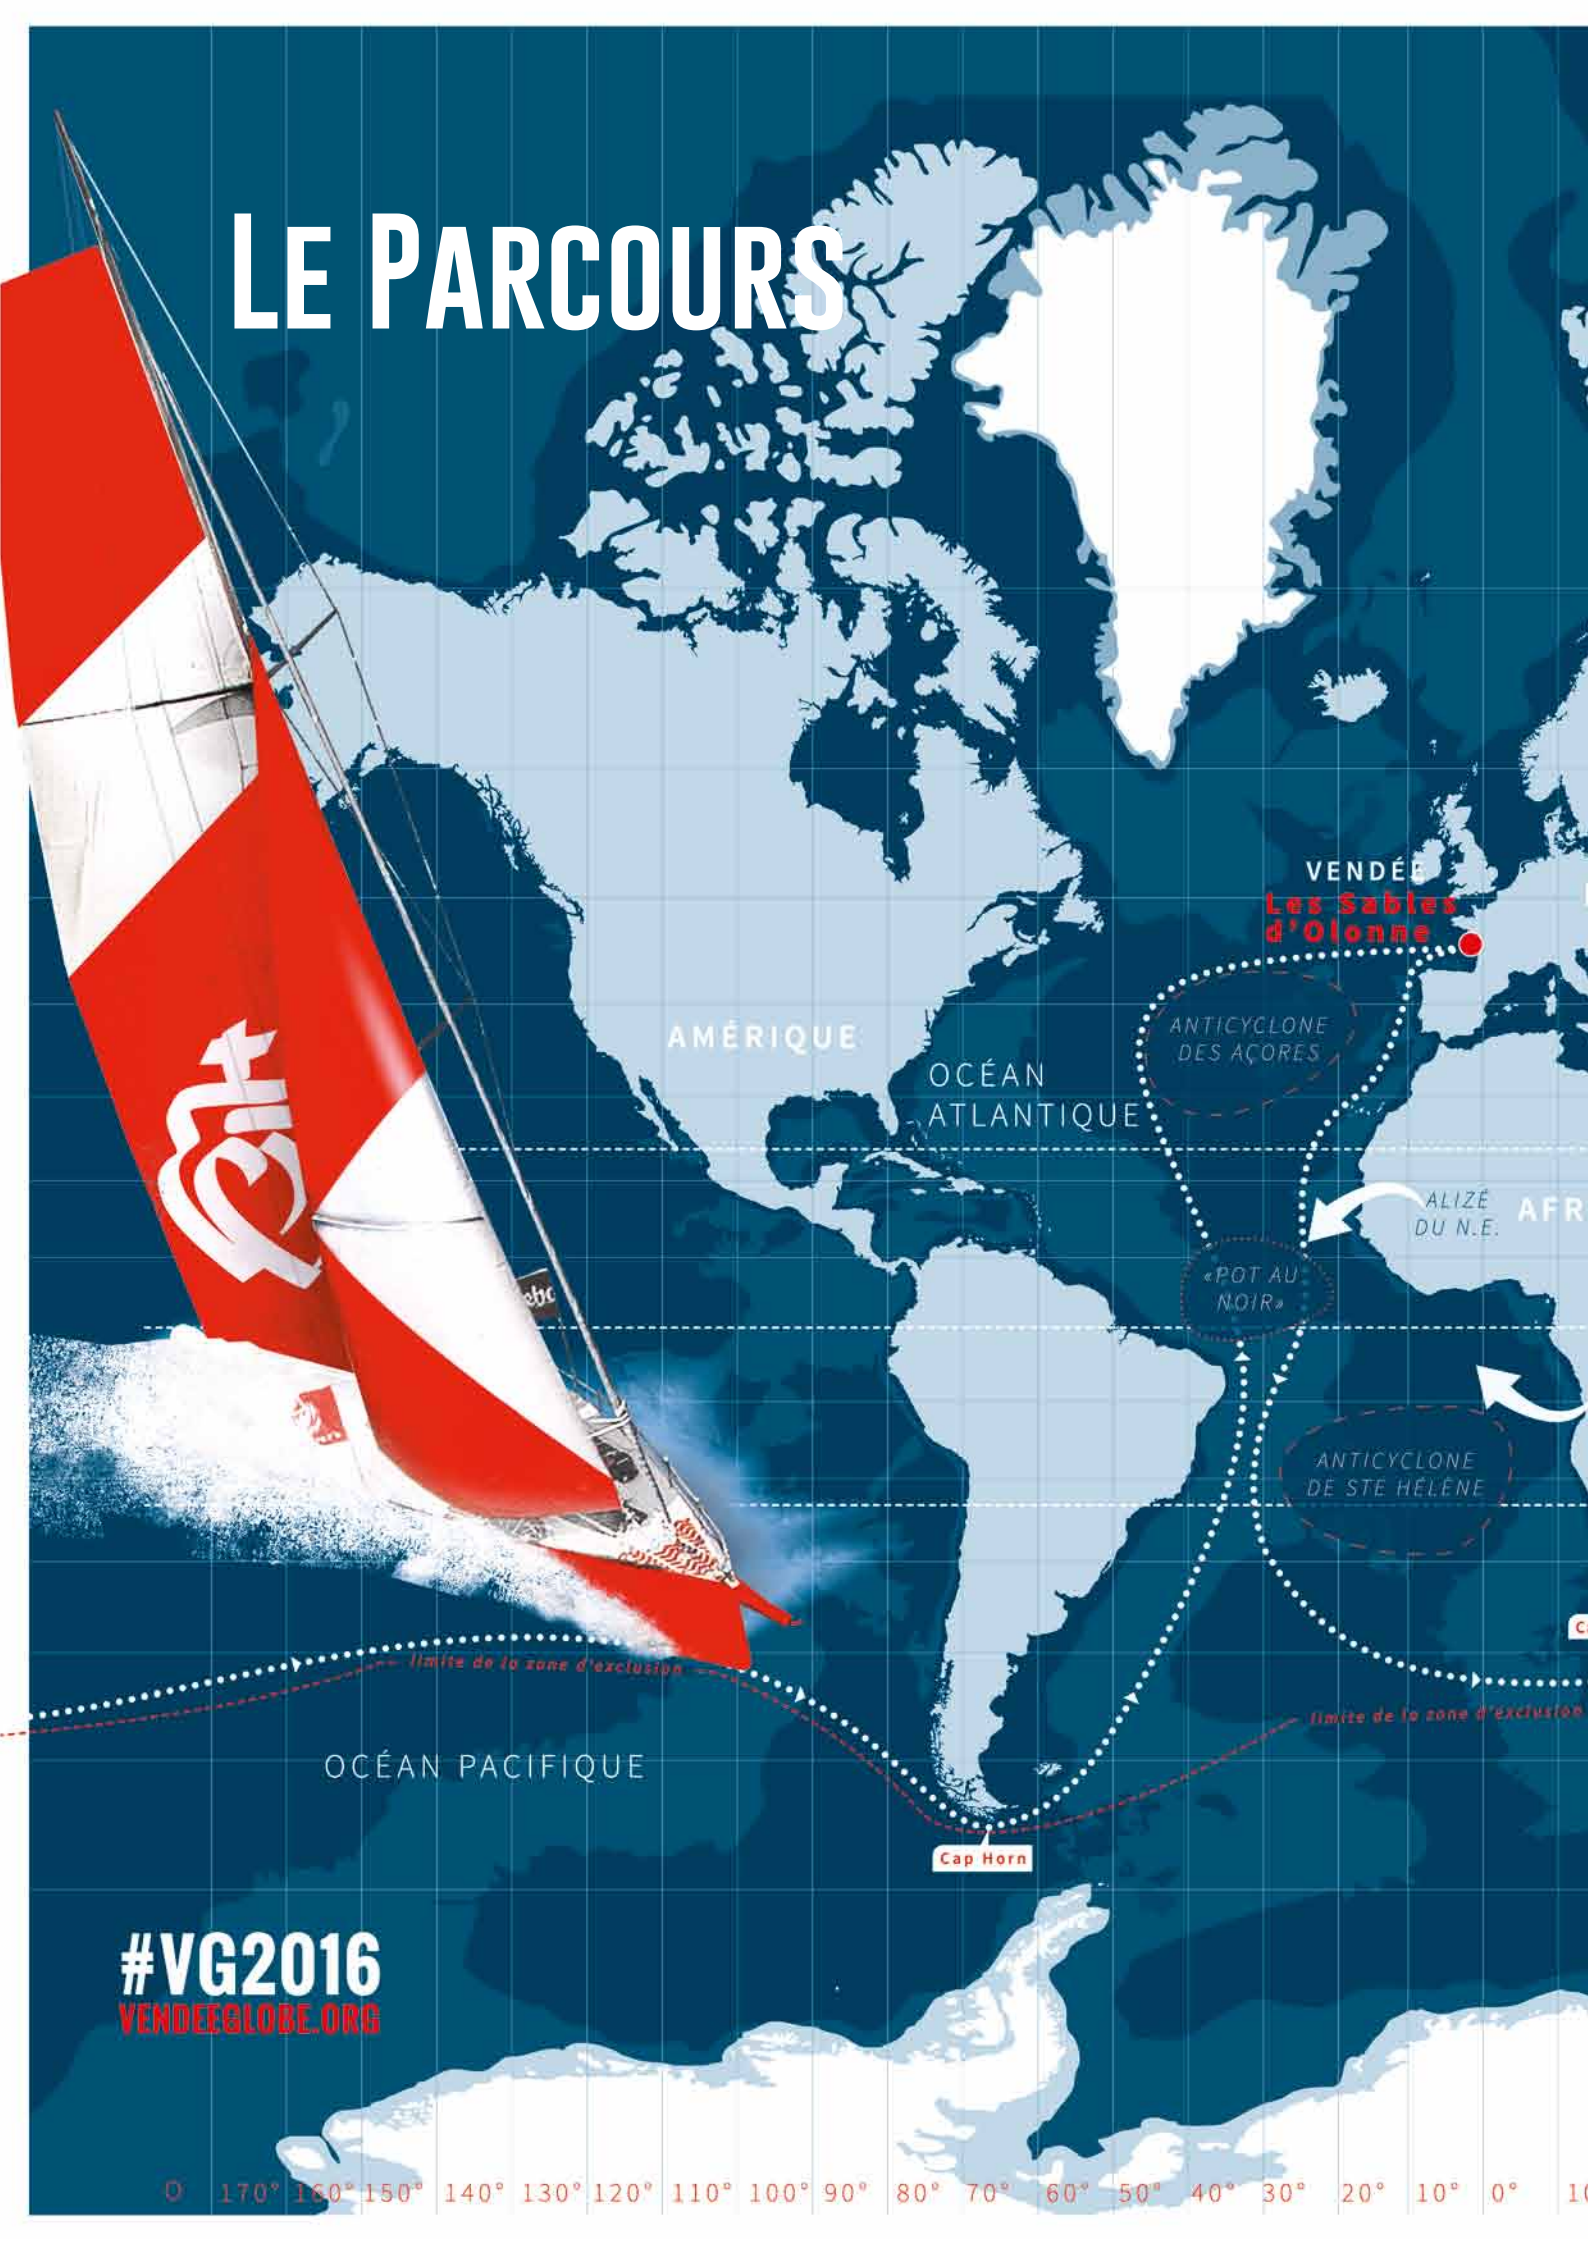 LE PARCOURS
VENDÉE
Les Sables
d'Olonne
ANTICYCLONE
DES AÇORES
AMÉRIQUE
OCÉAN
ATLANTIQUE
ALIZÉ
DU N.E.
AFR
«POT AU
NOIR»
ANTICYCLONE
DE STE HÉLÈNE
limite de la zone d'exclusion
limite de la zone d'exclusion
OCÉAN PACIFIQUE
Cap Horn
#VG2016
VENDEEGLOBE.ORG
O 170° 160° 150° 140° 130° 120° 110° 100° 90° 80° 70° 60° 50° 40° 30° 20° 10° 0° 10